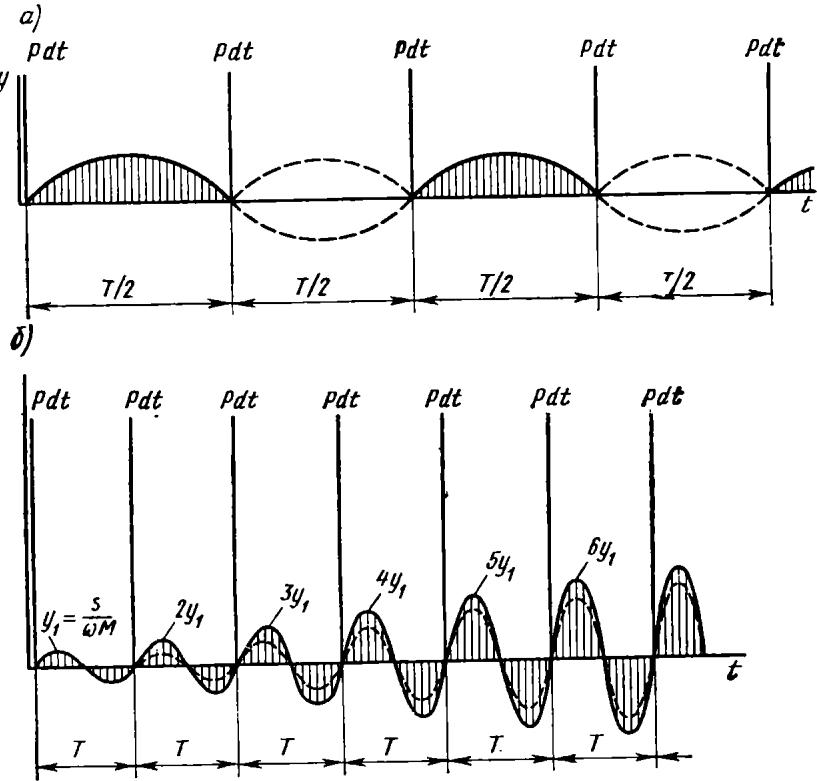 а)
Pdt Pdt Pdt Pdt Pdt
y
t
T/2 T/2 T/2 T/2
б)
Pdt Pdt Pdt Pdt Pdt Pdt Pdt
y₁ = S/ωM 2y₁ 3y₁ 4y₁ 5y₁ 6y₁
t
T T T T T T